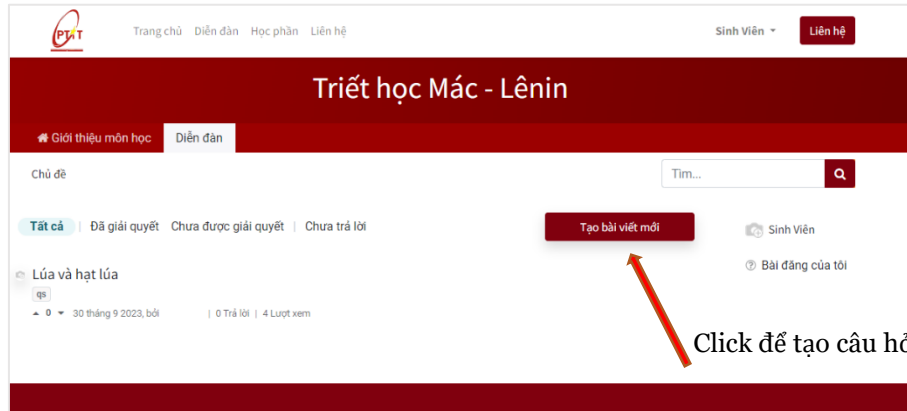 PTIT
Trang chủ Diễn đàn Học phần Liên hệ Sinh Viên Liên hệ
Triết học Mác - Lênin
Giới thiệu môn học Diễn đàn
Chủ đề Tìm...
Tất cả | Đã giải quyết Chưa được giải quyết | Chưa trả lời Tạo bài viết mới Sinh Viên
Bài đăng của tôi
Lúa và hạt lúa
qs
0 30 tháng 9 2023, bởi | 0 Trả lời | 4 Lượt xem
Click để tạo câu